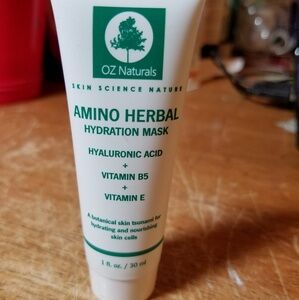 OZ Naturals
SKIN SCIENCE NATURE
AMINO HERBAL
HYDRATION MASK
HYALURONIC ACID
+
VITAMIN B5
+
VITAMIN E
A botanical skin tsunami for
hydrating and nourishing
skin cells
1 fl. oz. / 30 ml